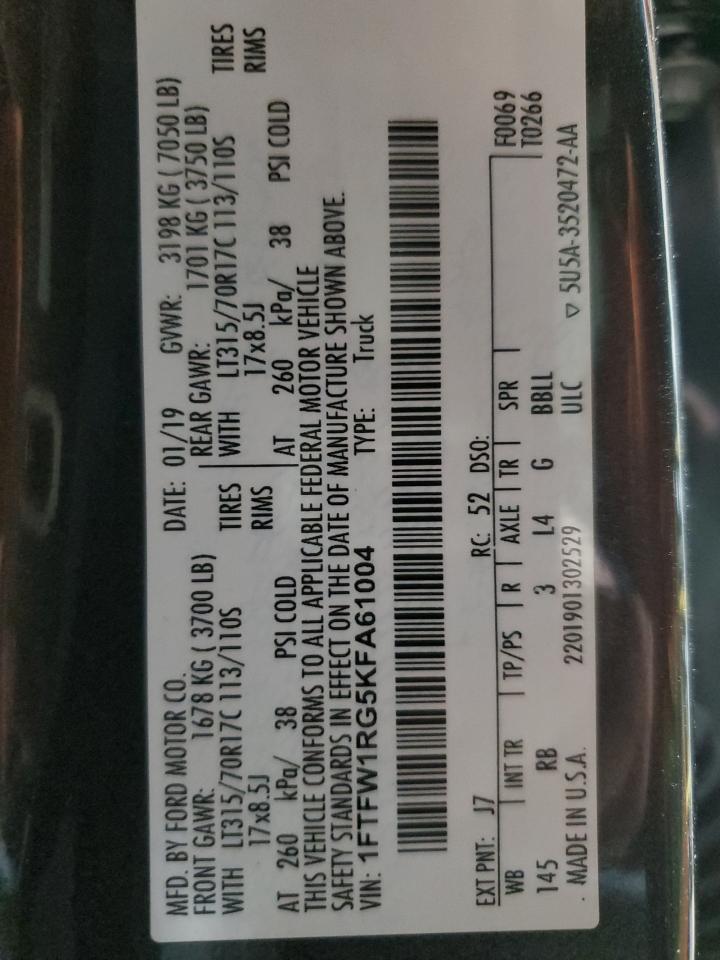 MFD. BY FORD MOTOR CO. DATE: 01/19 GVWR: 3198 KG ( 7050 LB)
FRONT GAWR: 1678 KG ( 3700 LB) REAR GAWR: 1701 KG ( 3750 LB)
WITH LT315/70R17C 113/110S TIRES WITH LT315/70R17C 113/110S TIRES
17x8.5J RIMS 17x8.5J RIMS
AT 260 kPa/ 38 PSI COLD AT 260 kPa/ 38 PSI COLD
THIS VEHICLE CONFORMS TO ALL APPLICABLE FEDERAL MOTOR VEHICLE
SAFETY STANDARDS IN EFFECT ON THE DATE OF MANUFACTURE SHOWN ABOVE.
VIN: 1FTFW1RG5KFA61004 TYPE: Truck
EXT PNT: J7 RC: 52 DSO: F0069
WB INT TR TP/PS R AXLE TR SPR T0266
145 RB 3 L4 G BBLL
. MADE IN U.S.A. 2201901302529 ULC ▽ 5U5A-3520472-AA